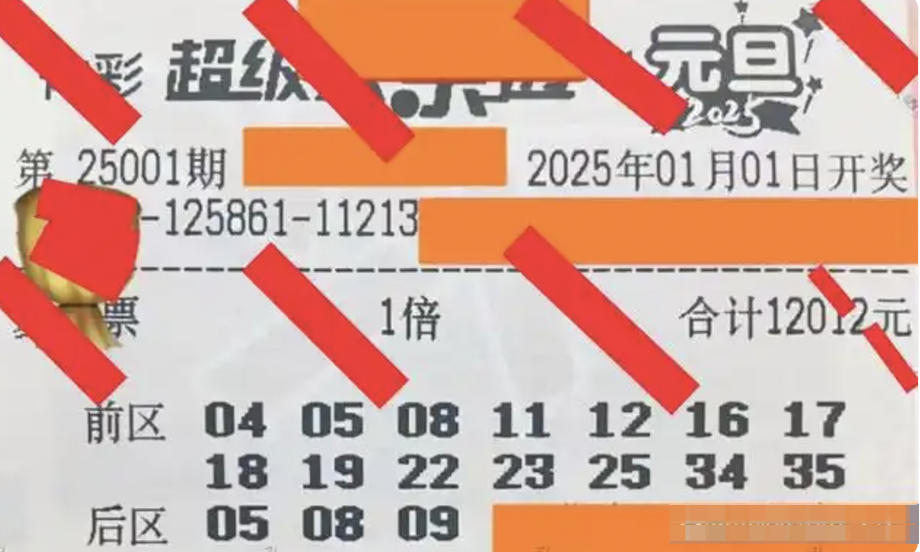 彩 超级 元旦
2025
第 25001期 2025年01月01日开奖
-125861-11213
票 1倍 合计12012元
前区 04 05 08 11 12 16 17
18 19 22 23 25 34 35
后区 05 08 09